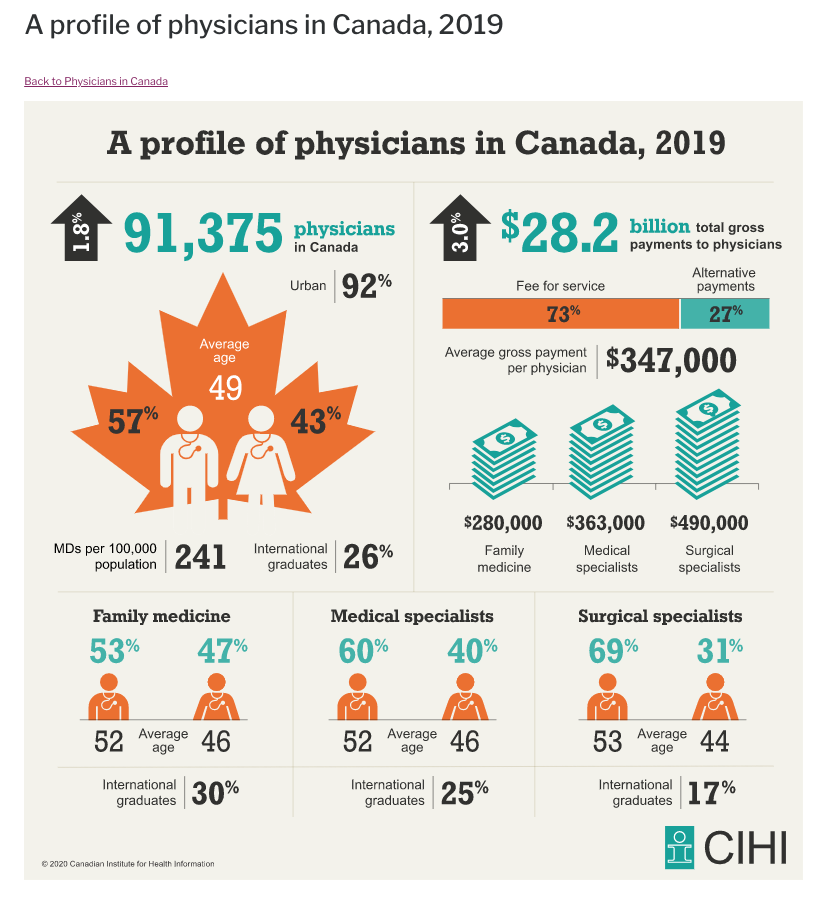 A profile of physicians in Canada, 2019
Back to Physicians in Canada
A profile of physicians in Canada, 2019
1.8%
91,375
physicians
in Canada
Urban
92%
Average
age
49
57%
43%
MDs per 100,000
population
241
International
graduates
26%
3.0%
$28.2
billion total gross
payments to physicians
Fee for service
Alternative
payments
73%
27%
Average gross payment
per physician
$347,000
$
$
$
$280,000
$363,000
$490,000
Family
medicine
Medical
specialists
Surgical
specialists
Family medicine
53%
47%
52
Average
age
46
International
graduates
30%
Medical specialists
60%
40%
52
Average
age
46
International
graduates
25%
Surgical specialists
69%
31%
53
Average
age
44
International
graduates
17%
© 2020 Canadian Institute for Health Information
CIHI